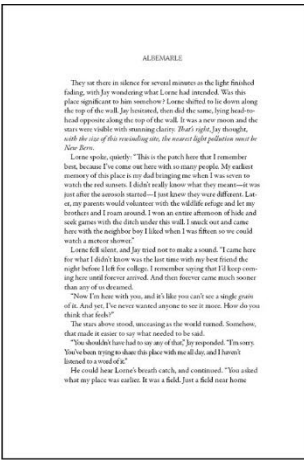 ALBEMARLE
They sat there in silence for several minutes as the light finished
fading, with Jay wondering what Lorne had intended. Was this
place significant to him somehow? Lorne shifted to lie down along
the top of the wall. Jay hesitated, then did the same, lying head-to-
head opposite along the top of the wall. It was a new moon and the
stars were visible with stunning clarity. That's right, Jay thought,
with the size of this rewinding site, the nearest light pollution must be
New Bern.
Lorne spoke, quietly: “This is the patch here that I remember
best, because I've come out here with so many people. My earliest
memory of this place is my dad bringing me when I was seven to
watch the red sunsets. I didn't really know what they means—it was
just after the aerosols started—I just knew they were different. Lat-
er, my parents would volunteer with the wildlife refuge and let my
brothers and I roam around. I won an entire afternoon of hide and
seek games with the ditch under this wall. I snuck out and came
here with the neighbor boy I liked when I was fifteen so we could
watch a meteor shower.”
Lorne fell silent, and Jay tried not to make a sound. “I came here
for what I didn't know was the last time with my best friend the
night before I left for college. I remember saying that I'd keep com-
ing here until forever arrived. And then forever came much sooner
than any of us dreamed.
“Now I'm here with you, and it's like you can't see a single grain
of it. And yet, I've never wanted anyone to see it more. How do you
think that feels?”
The stars above stood, unceasing as the world turned. Somehow,
that made it easier to say what needed to be said.
“You shouldn't have had to say any of that,” Jay responded. “I'm sorry.
You've been trying to share this place with me all day, and I haven't
listened to a word of it.”
He could hear Lorne's breath catch, and continued. “You asked
what my place was earlier. It was a field. Just a field near home